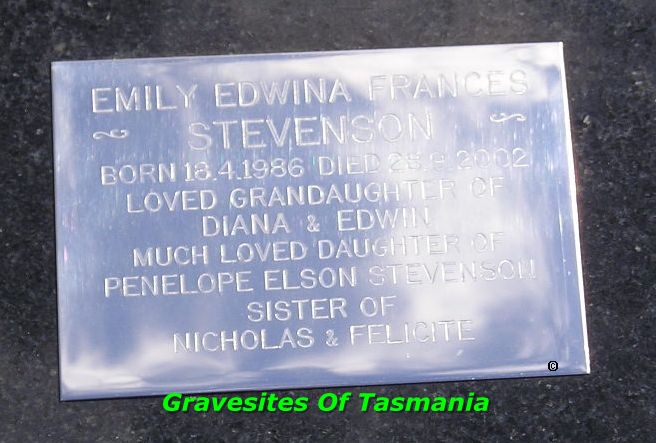 EMILY EDWINA FRANCES
STEVENSON
BORN 18.4.1986 DIED 25.9.2002
LOVED GRANDAUGHTER OF
DIANA & EDWIN
MUCH LOVED DAUGHTER OF
PENELOPE ELSON STEVENSON
SISTER OF
NICHOLAS & FELICITE
©
Gravesites Of Tasmania